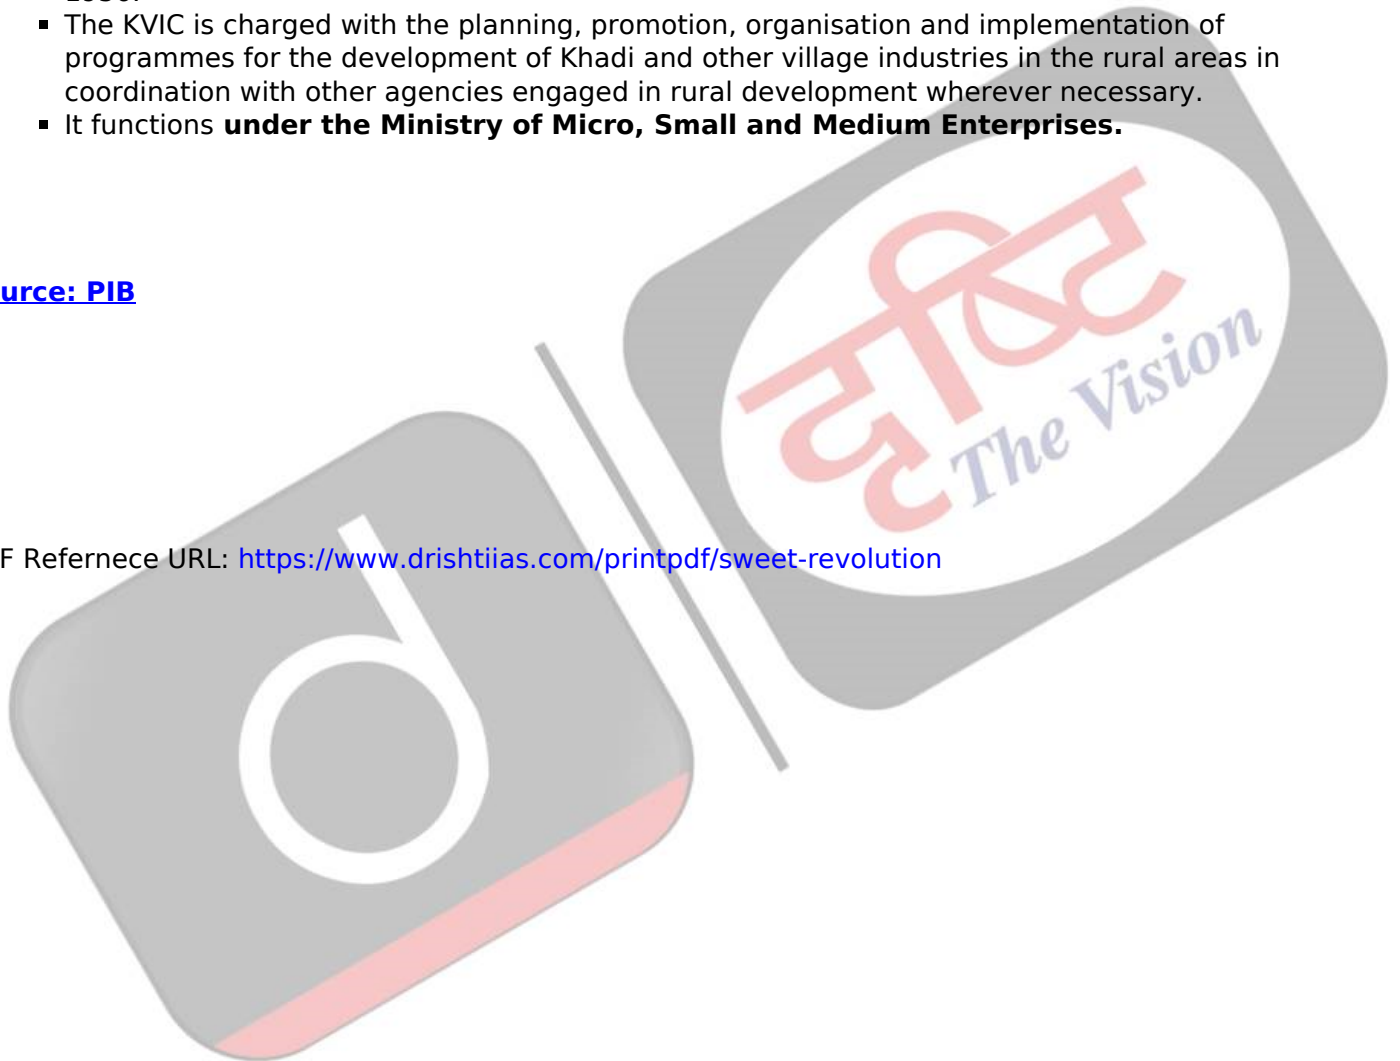 The KVIC is charged with the planning, promotion, organisation and implementation of
programmes for the development of Khadi and other village industries in the rural areas in
coordination with other agencies engaged in rural development wherever necessary.
It functions under the Ministry of Micro, Small and Medium Enterprises.
urce: PIB
दृष्टि
The Vision
F Refernece URL: https://www.drishtiias.com/printpdf/sweet-revolution
d